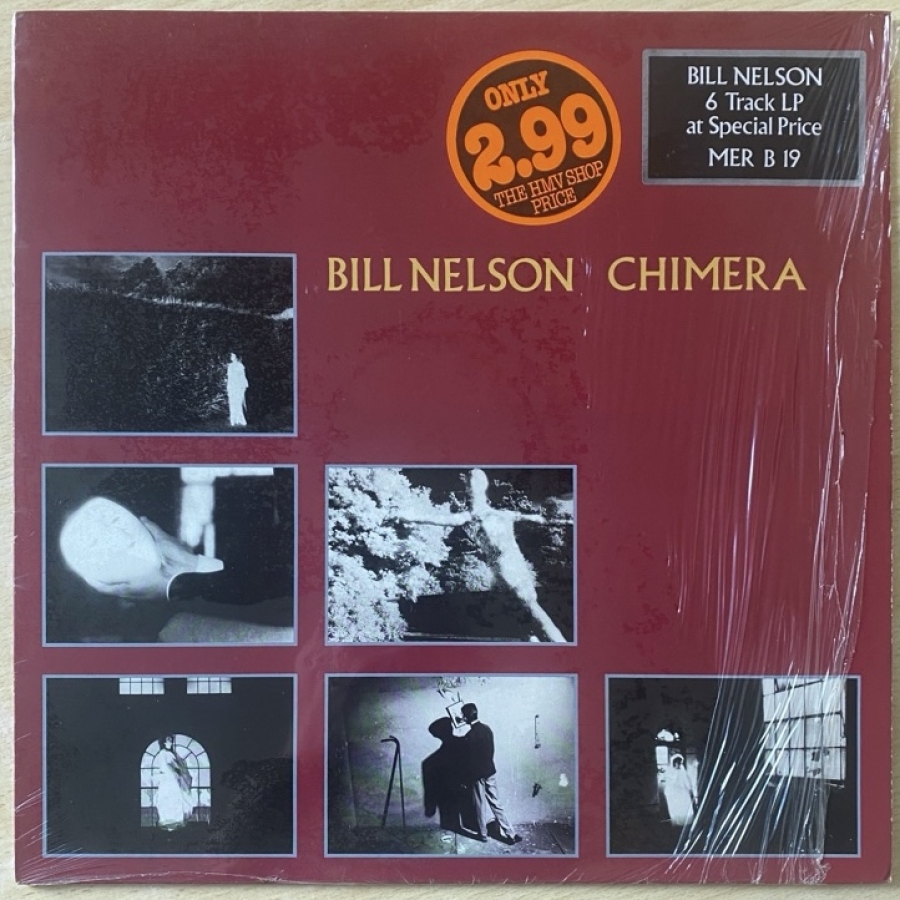 ONLY
2.99
THE HMV SHOP
PRICE
BILL NELSON
6 Track LP
at Special Price
MER B 19
BILL NELSON CHIMERA